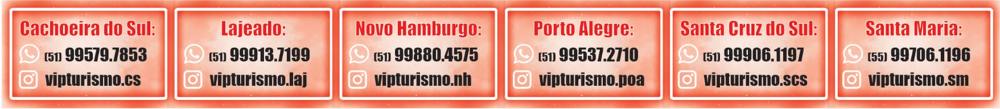 Cachoeira do Sul:
(51) 99579.7853
vipturismo.cs
Lajeado:
(51) 99913.7199
vipturismo.laj
Novo Hamburgo:
(51) 99880.4575
vipturismo.nh
Porto Alegre:
(51) 99537.2710
vipturismo.poa
Santa Cruz do Sul:
(51) 99906.1197
vipturismo.scs
Santa Maria:
(55) 99706.1196
vipturismo.sm